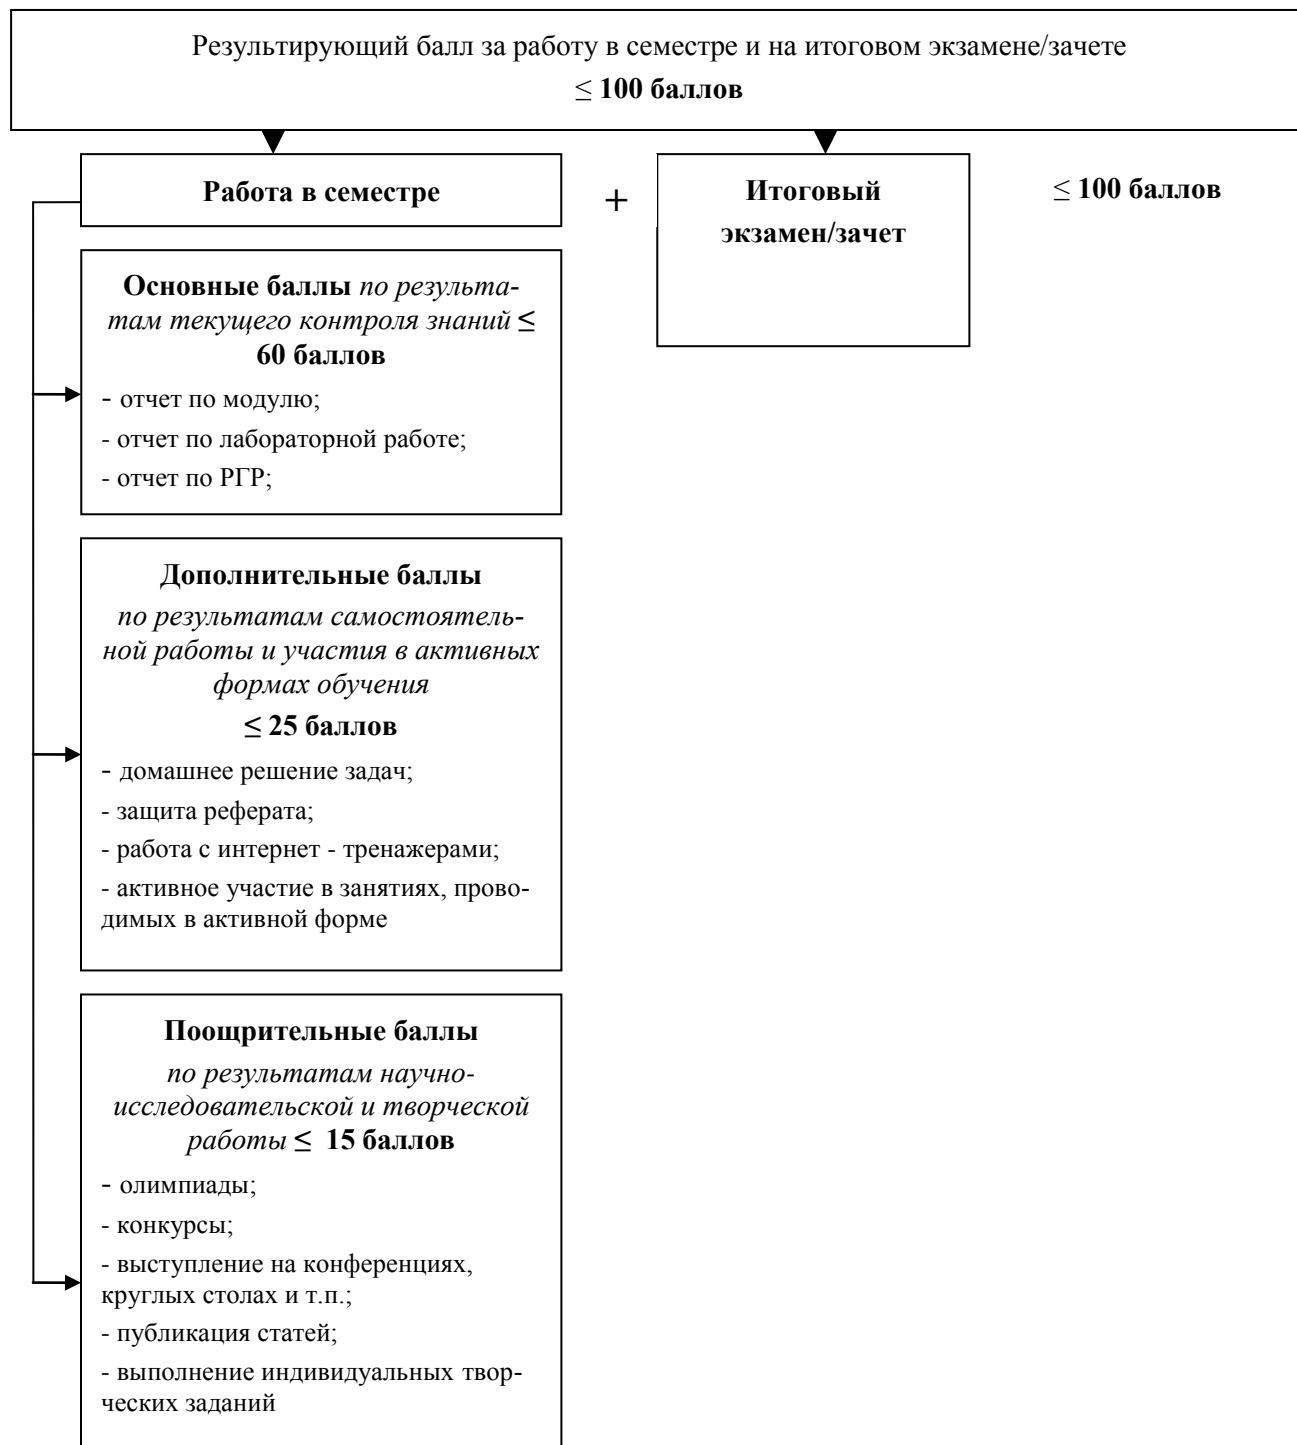 Результирующий балл за работу в семестре и на итоговом экзамене/зачете
≤ 100 баллов
Работа в семестре
+
Итоговый
экзамен/зачет
≤ 100 баллов
Основные баллы по результа-
там текущего контроля знаний ≤
60 баллов
- отчет по модулю;
- отчет по лабораторной работе;
- отчет по РГР;
Дополнительные баллы
по результатам самостоятель-
ной работы и участия в активных
формах обучения
≤ 25 баллов
- домашнее решение задач;
- защита реферата;
- работа с интернет - тренажерами;
- активное участие в занятиях, прово-
димых в активной форме
Поощрительные баллы
по результатам научно-
исследовательской и творческой
работы ≤ 15 баллов
- олимпиады;
- конкурсы;
- выступление на конференциях,
круглых столах и т.п.;
- публикация статей;
- выполнение индивидуальных твор-
ческих заданий